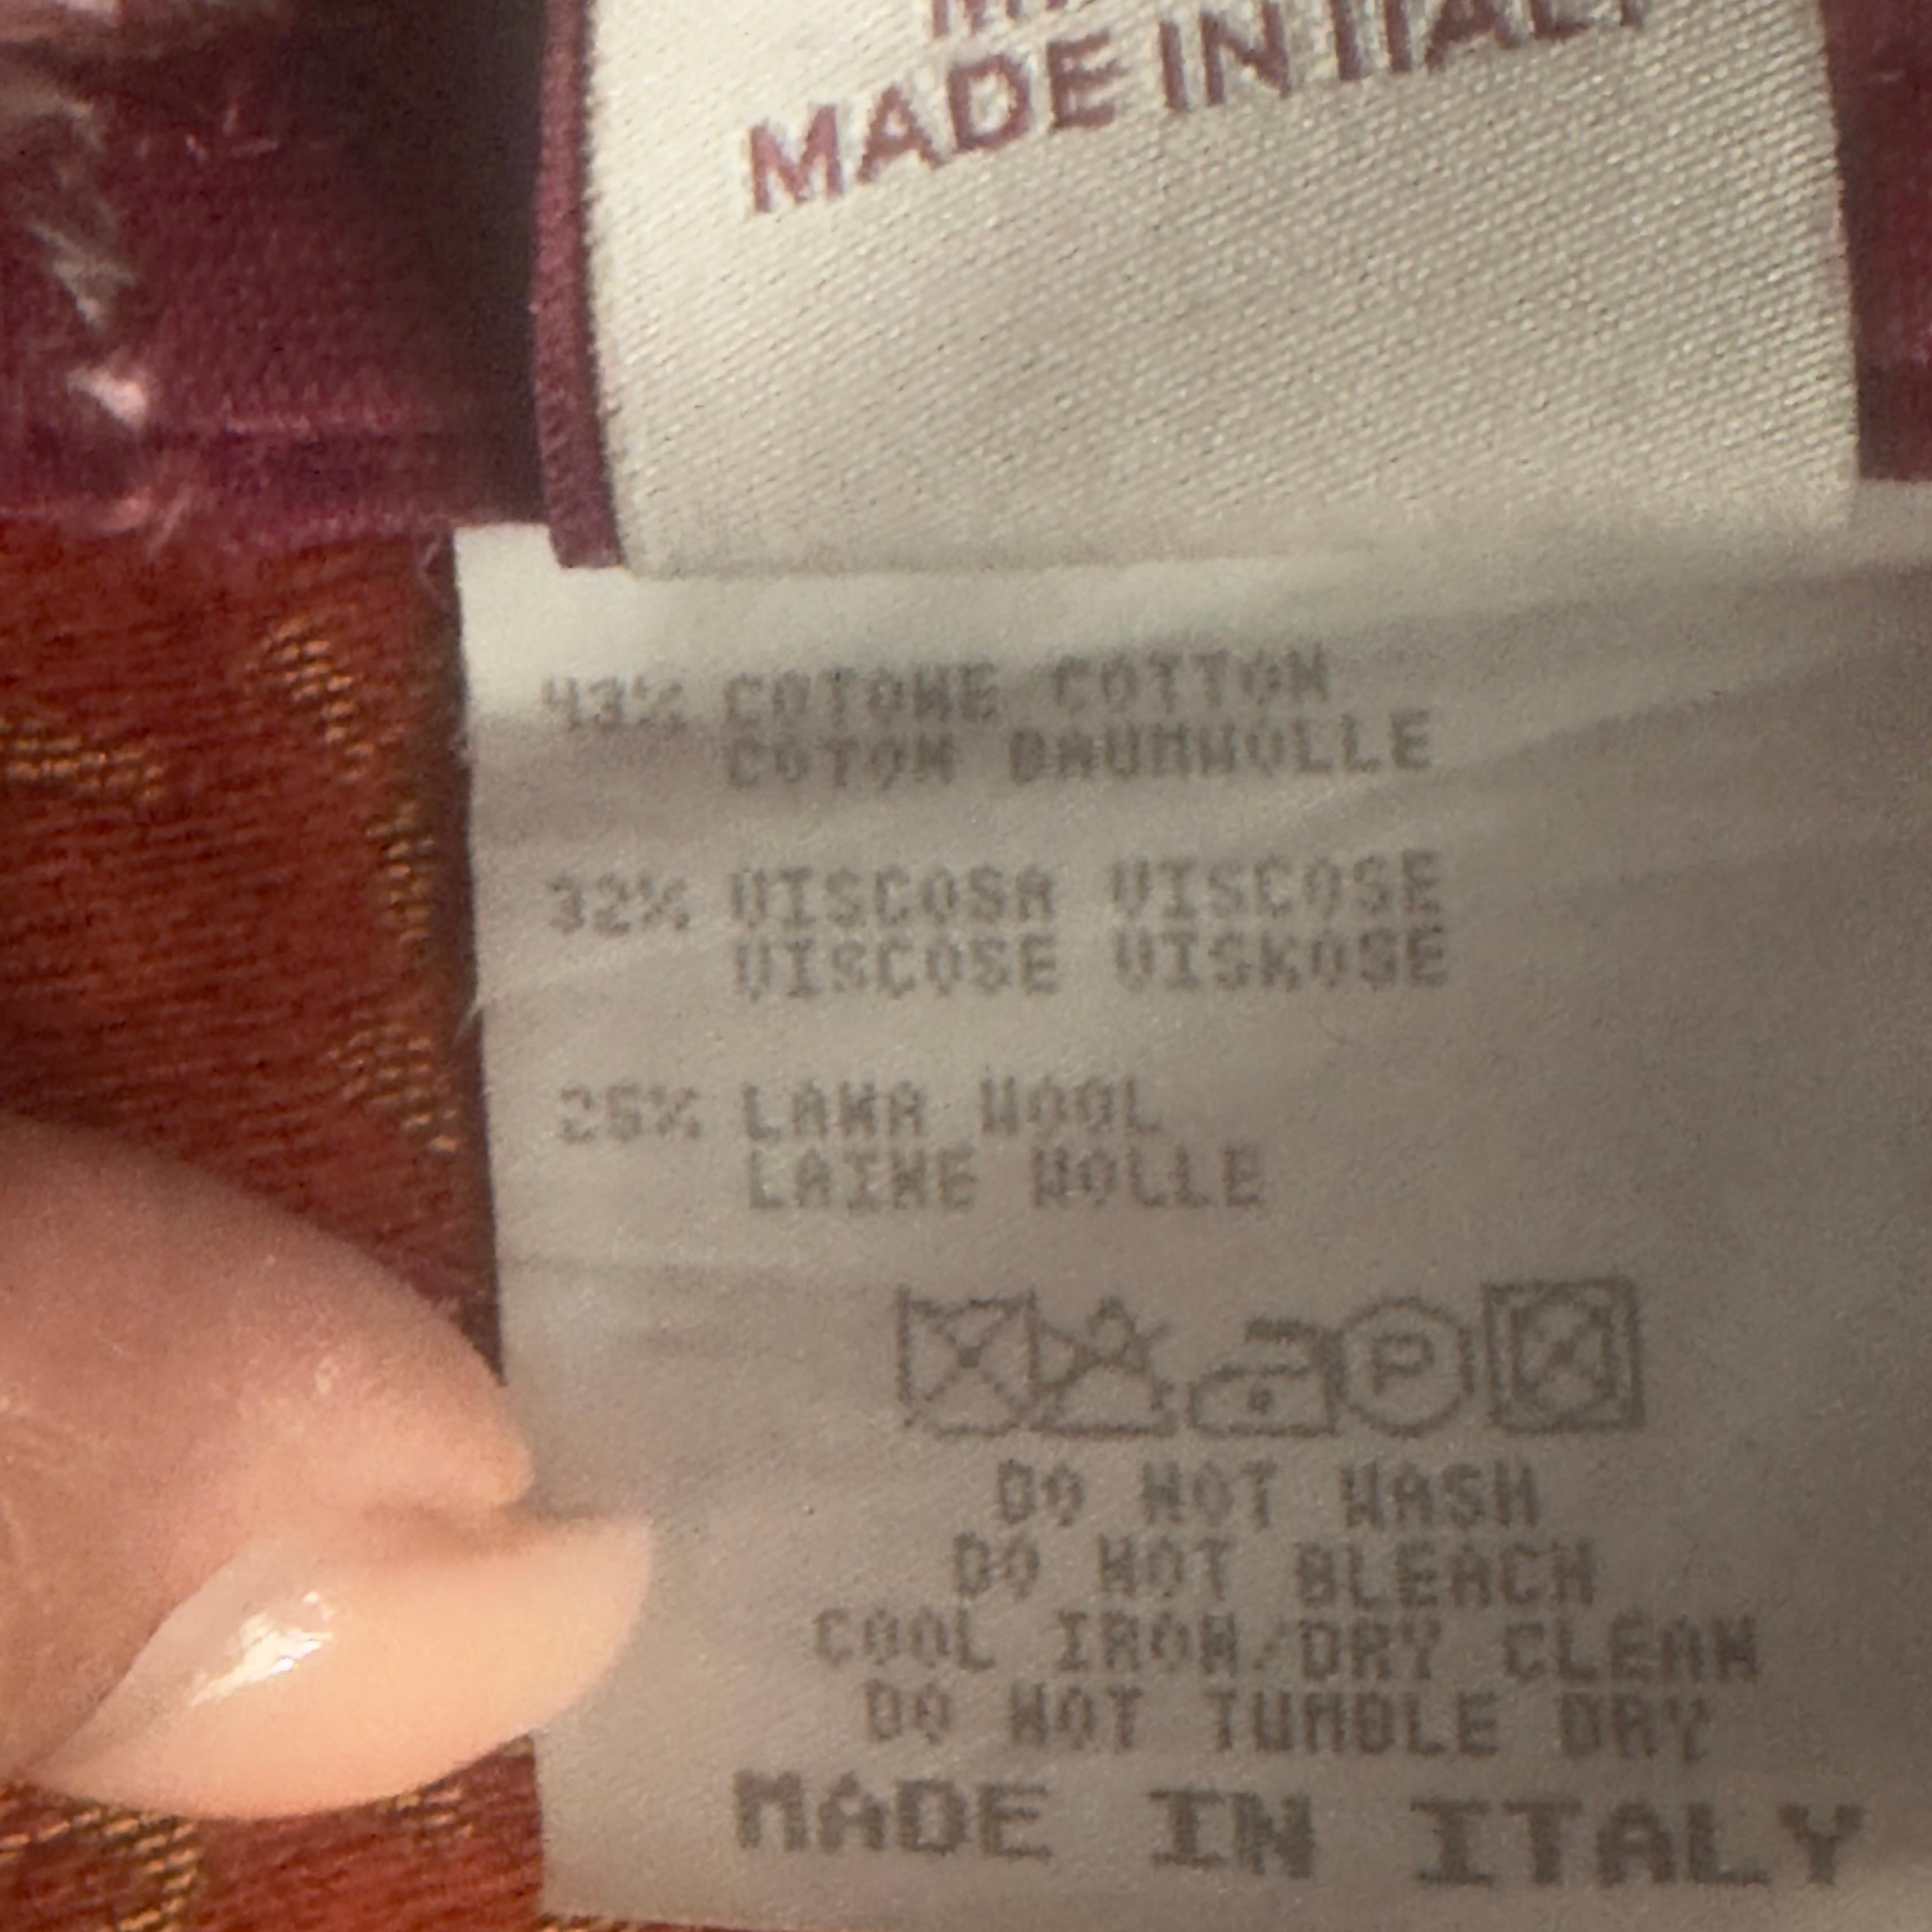 MADE IN ITALY
43% COTONE COTTON
COTON BAUMWOLLE
32% VISCOSA VISCOSE
VISCOSE VISKOSE
25% LANA WOOL
LAINE WOLLE
P
DO NOT WASH
DO NOT BLEACH
COOL IRON/DRY CLEAN
DO NOT TUMBLE DRY
MADE IN ITALY